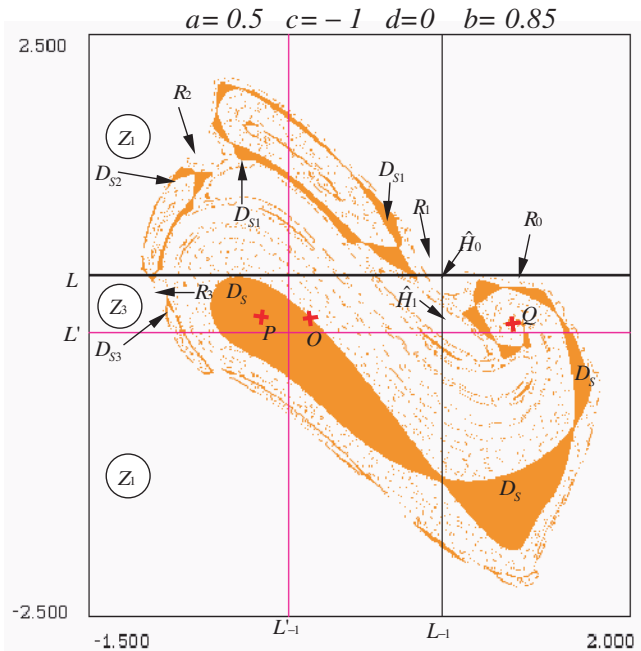 a= 0.5 c= – 1 d=0 b= 0.85
2.500
R2
Z1
DS2
DS1
DS1
R1
Ĥ0
R0
L
R3
DS
Ĥ1
Z3
Q
L'
P
O
DS3
DS
Z1
DS
-2.500
-1.500
L'-1
L-1
2.000